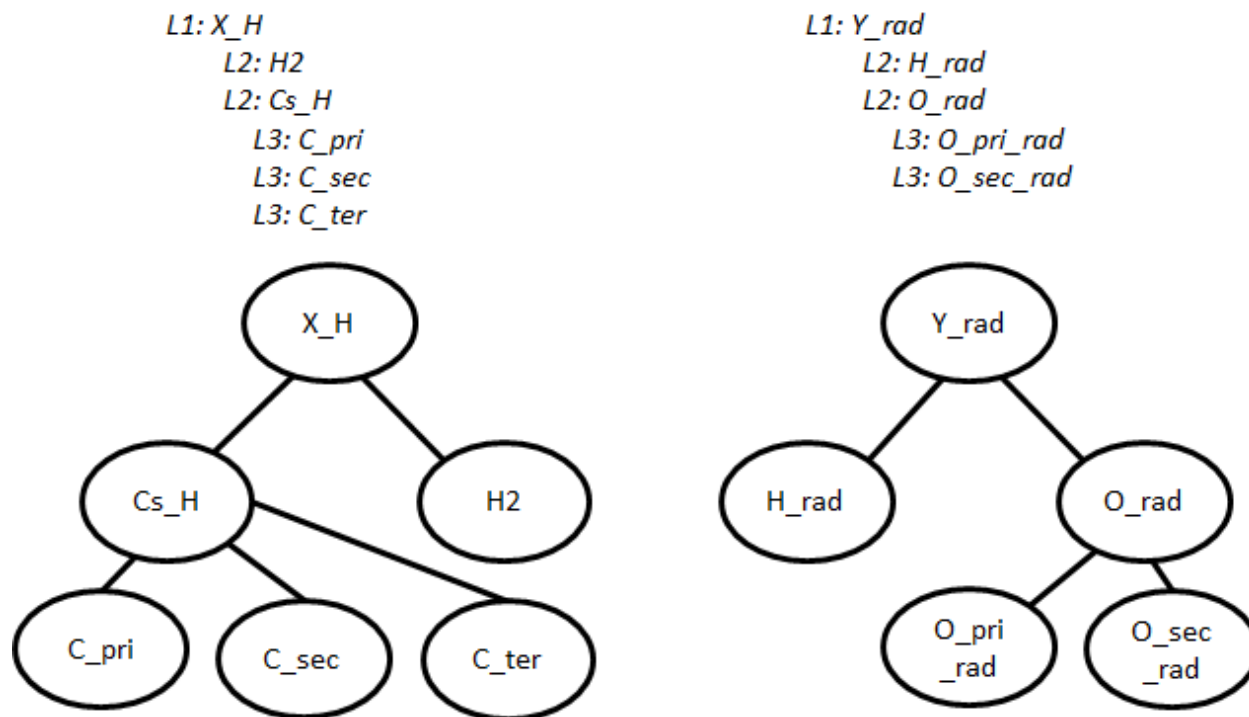 L1: X_H
L2: H2
L2: Cs_H
L3: C_pri
L3: C_sec
L3: C_ter
L1: Y_rad
L2: H_rad
L2: O_rad
L3: O_pri_rad
L3: O_sec_rad
X_H
Cs_H
H2
C_pri
C_sec
C_ter
Y_rad
H_rad
O_rad
O_pri
_rad
O_sec
_rad